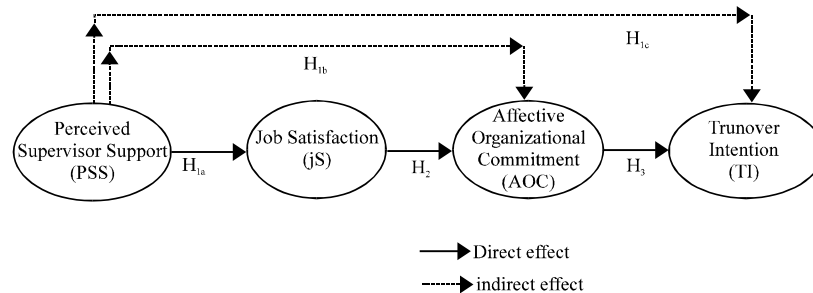 H1c
H1b
Perceived
Supervisor Support
(PSS)
H1a
Job Satisfaction
(jS)
H2
Affective
Organizational
Commitment
(AOC)
H3
Trunover
Intention
(TI)
Direct effect
indirect effect